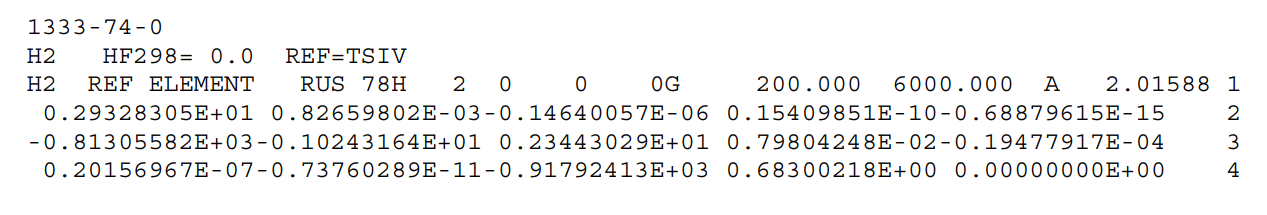 1333-74-0
H2   HF298= 0.0  REF=TSIV
H2  REF ELEMENT   RUS 78H   2  0    0    0G     200.000  6000.000  A   2.01588 1
 0.29328305E+01 0.82659802E-03-0.14640057E-06 0.15409851E-10-0.68879615E-15    2
-0.81305582E+03-0.10243164E+01 0.23443029E+01 0.79804248E-02-0.19477917E-04    3
 0.20156967E-07-0.73760289E-11-0.91792413E+03 0.68300218E+00 0.00000000E+00    4